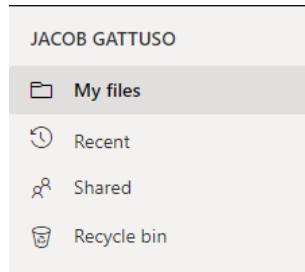 JACOB GATTUSO
My files
Recent
Shared
Recycle bin